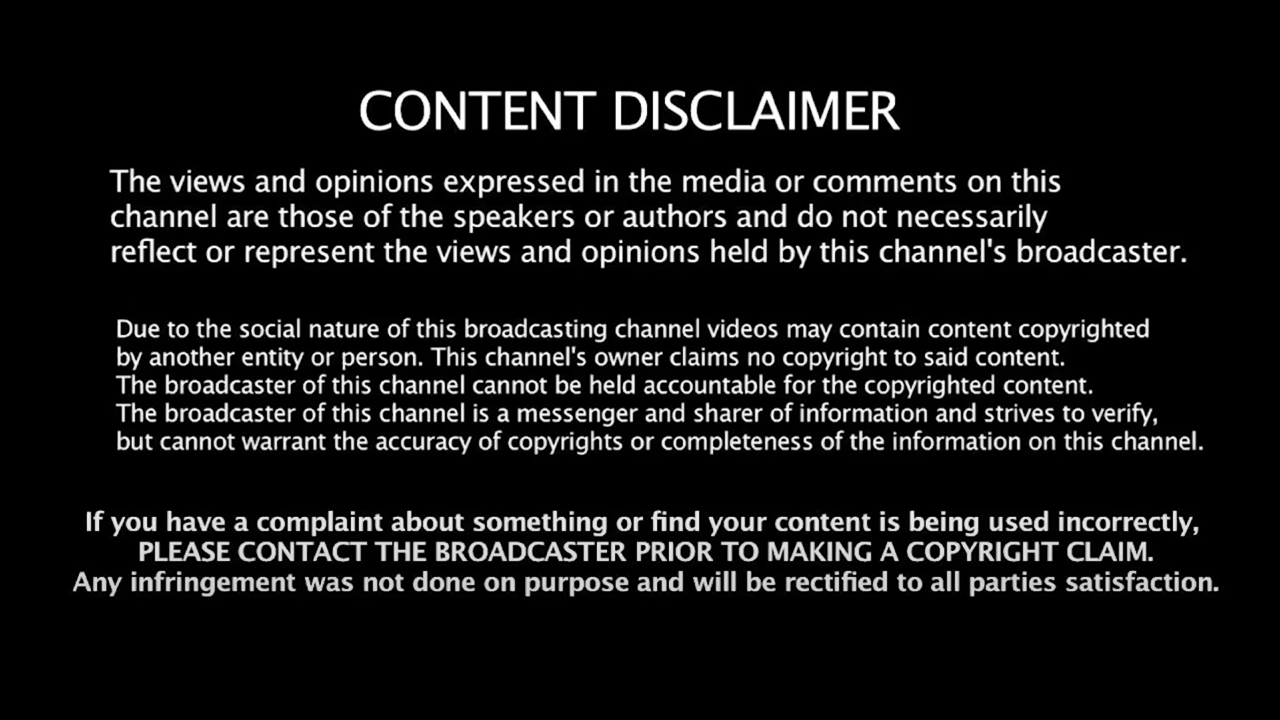 CONTENT DISCLAIMER
The views and opinions expressed in the media or comments on this
channel are those of the speakers or authors and do not necessarily
reflect or represent the views and opinions held by this channel's broadcaster.
Due to the social nature of this broadcasting channel videos may contain content copyrighted
by another entity or person. This channel's owner claims no copyright to said content.
The broadcaster of this channel cannot be held accountable for the copyrighted content.
The broadcaster of this channel is a messenger and sharer of information and strives to verify,
but cannot warrant the accuracy of copyrights or completeness of the information on this channel.
If you have a complaint about something or find your content is being used incorrectly,
PLEASE CONTACT THE BROADCASTER PRIOR TO MAKING A COPYRIGHT CLAIM.
Any infringement was not done on purpose and will be rectified to all parties satisfaction.